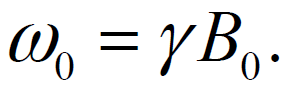 ω₀ = γB₀.